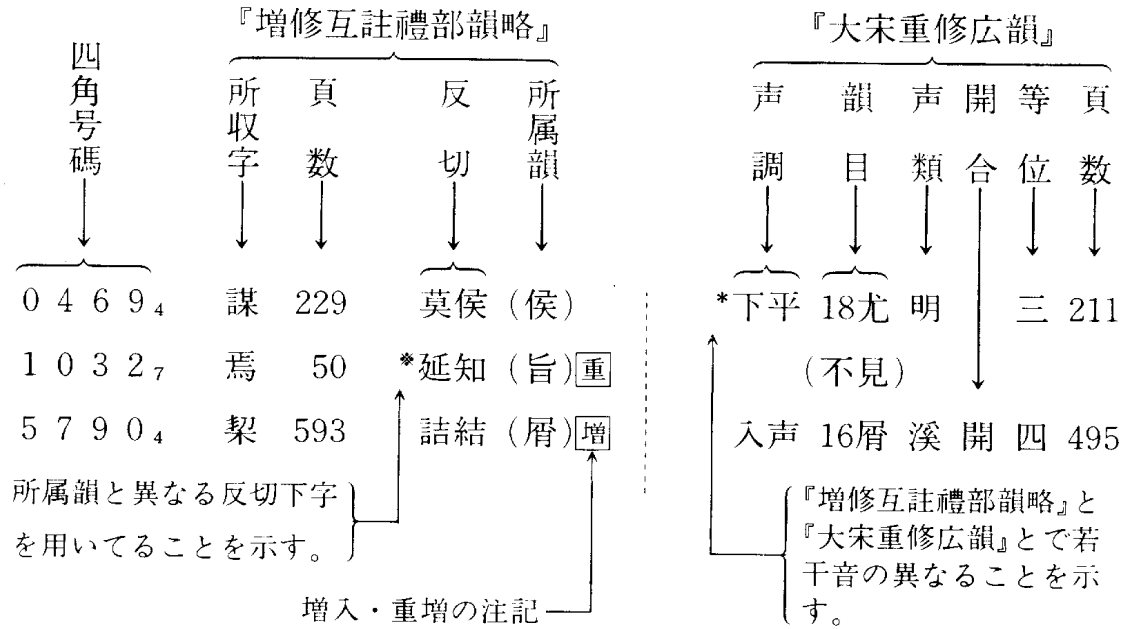 『増修互註禮部韻略』
『大宋重修広韻』
四角号碼
所収字
頁数
反切
所属韻
声調
韻目
声類
開合
等位
頁数
0 4 6 9₄ 謀 229 莫侯 (侯) *下平 18尤 明 三 211
1 0 3 2₇ 焉 50 ※延知 (旨) 重 (不見)
5 7 9 0₄ 栔 593 詰結 (屑) 増 入声 16屑 溪 開 四 495
所属韻と異なる反切下字
を用いてることを示す。
増入・重増の注記
『増修互註禮部韻略』と
『大宋重修広韻』とで若
干音の異なることを示
す。